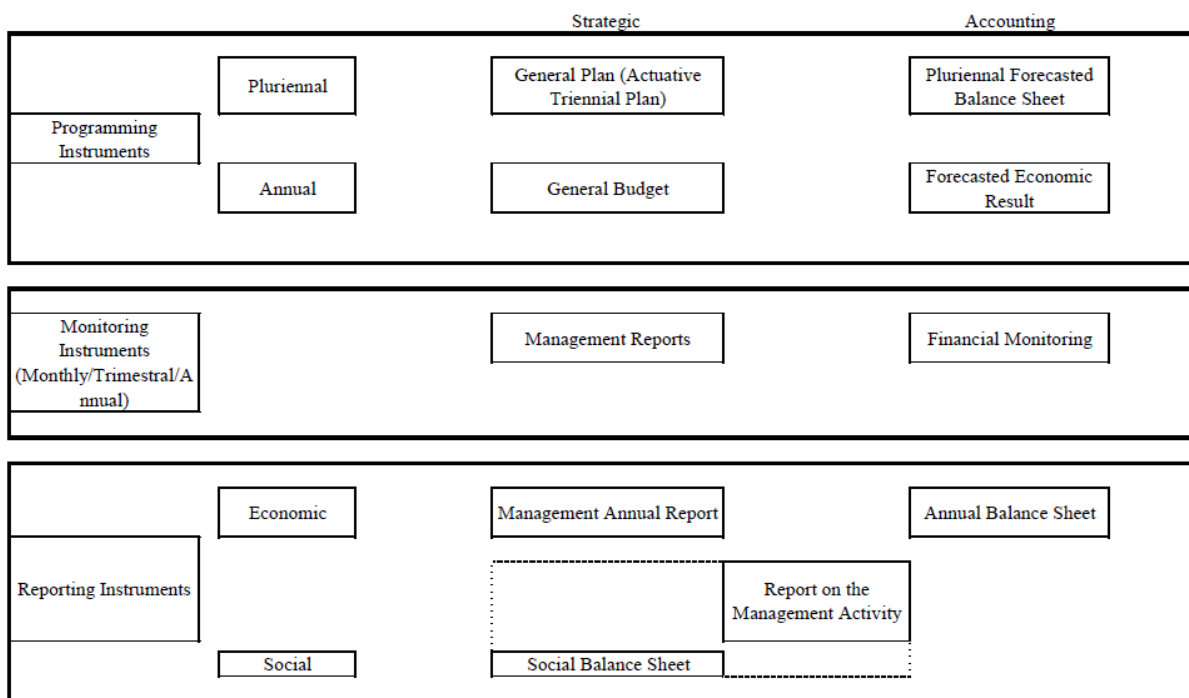 Strategic
Accounting
Pluriennal
General Plan (Actuative
Triennial Plan)
Pluriennal Forecasted
Balance Sheet
Programming
Instruments
Annual
General Budget
Forecasted Economic
Result
Monitoring
Instruments
(Monthly/Trimestral/A
nnual)
Management Reports
Financial Monitoring
Economic
Management Annual Report
Annual Balance Sheet
Reporting Instruments
Report on the
Management Activity
Social
Social Balance Sheet